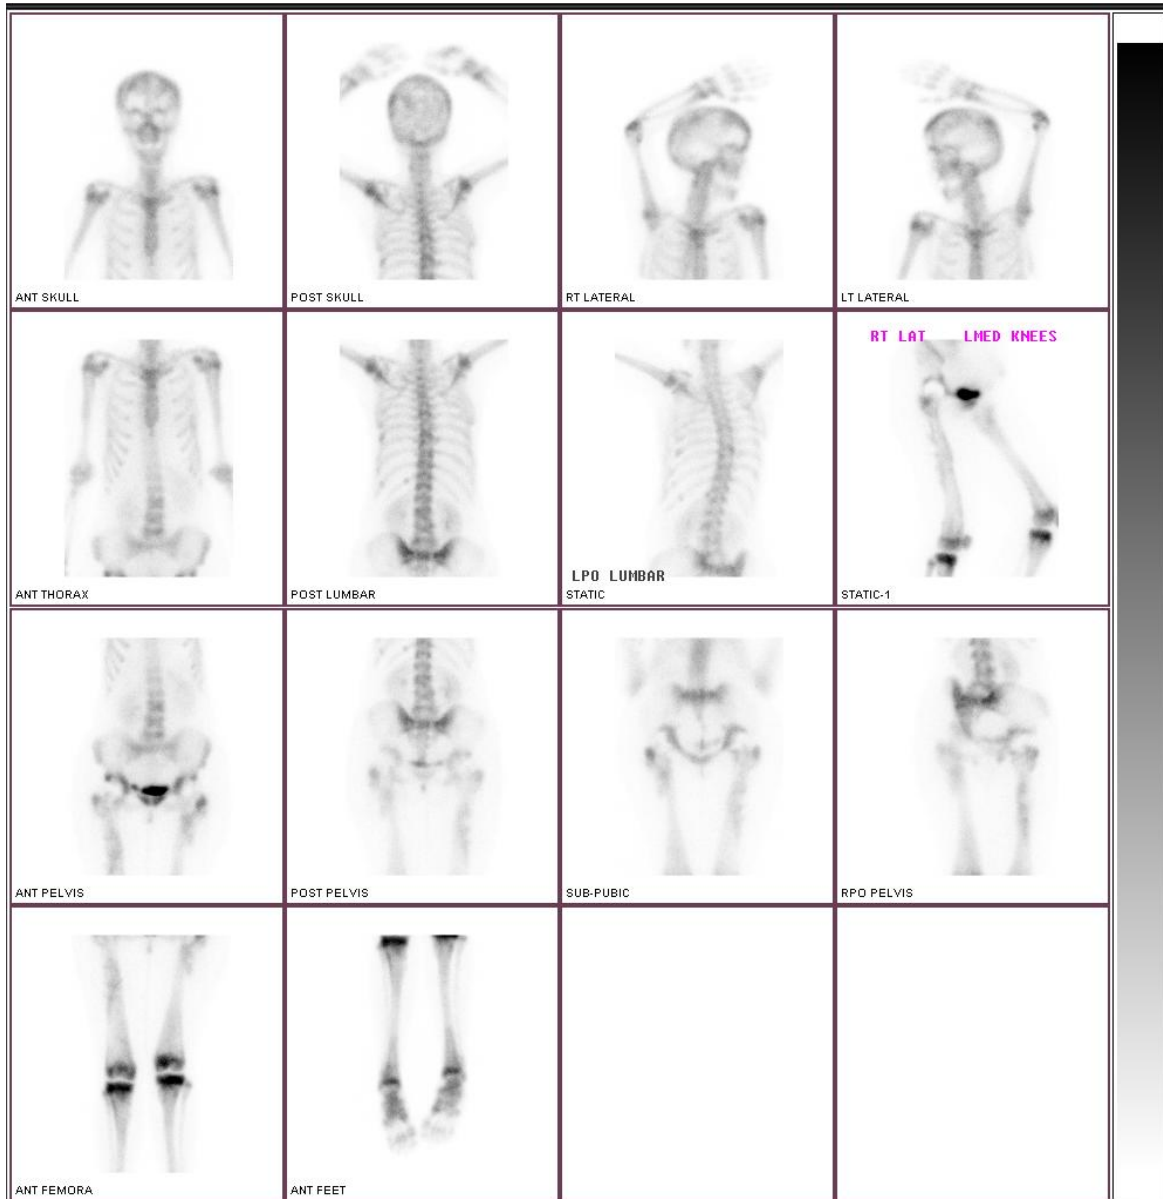 ANT SKULL
POST SKULL
RT LATERAL
LT LATERAL
RT LAT LMED KNEES
LPO LUMBAR
ANT THORAX
POST LUMBAR
STATIC
STATIC-1
ANT PELVIS
POST PELVIS
SUB-PUBIC
RPO PELVIS
ANT FEMORA
ANT FEET